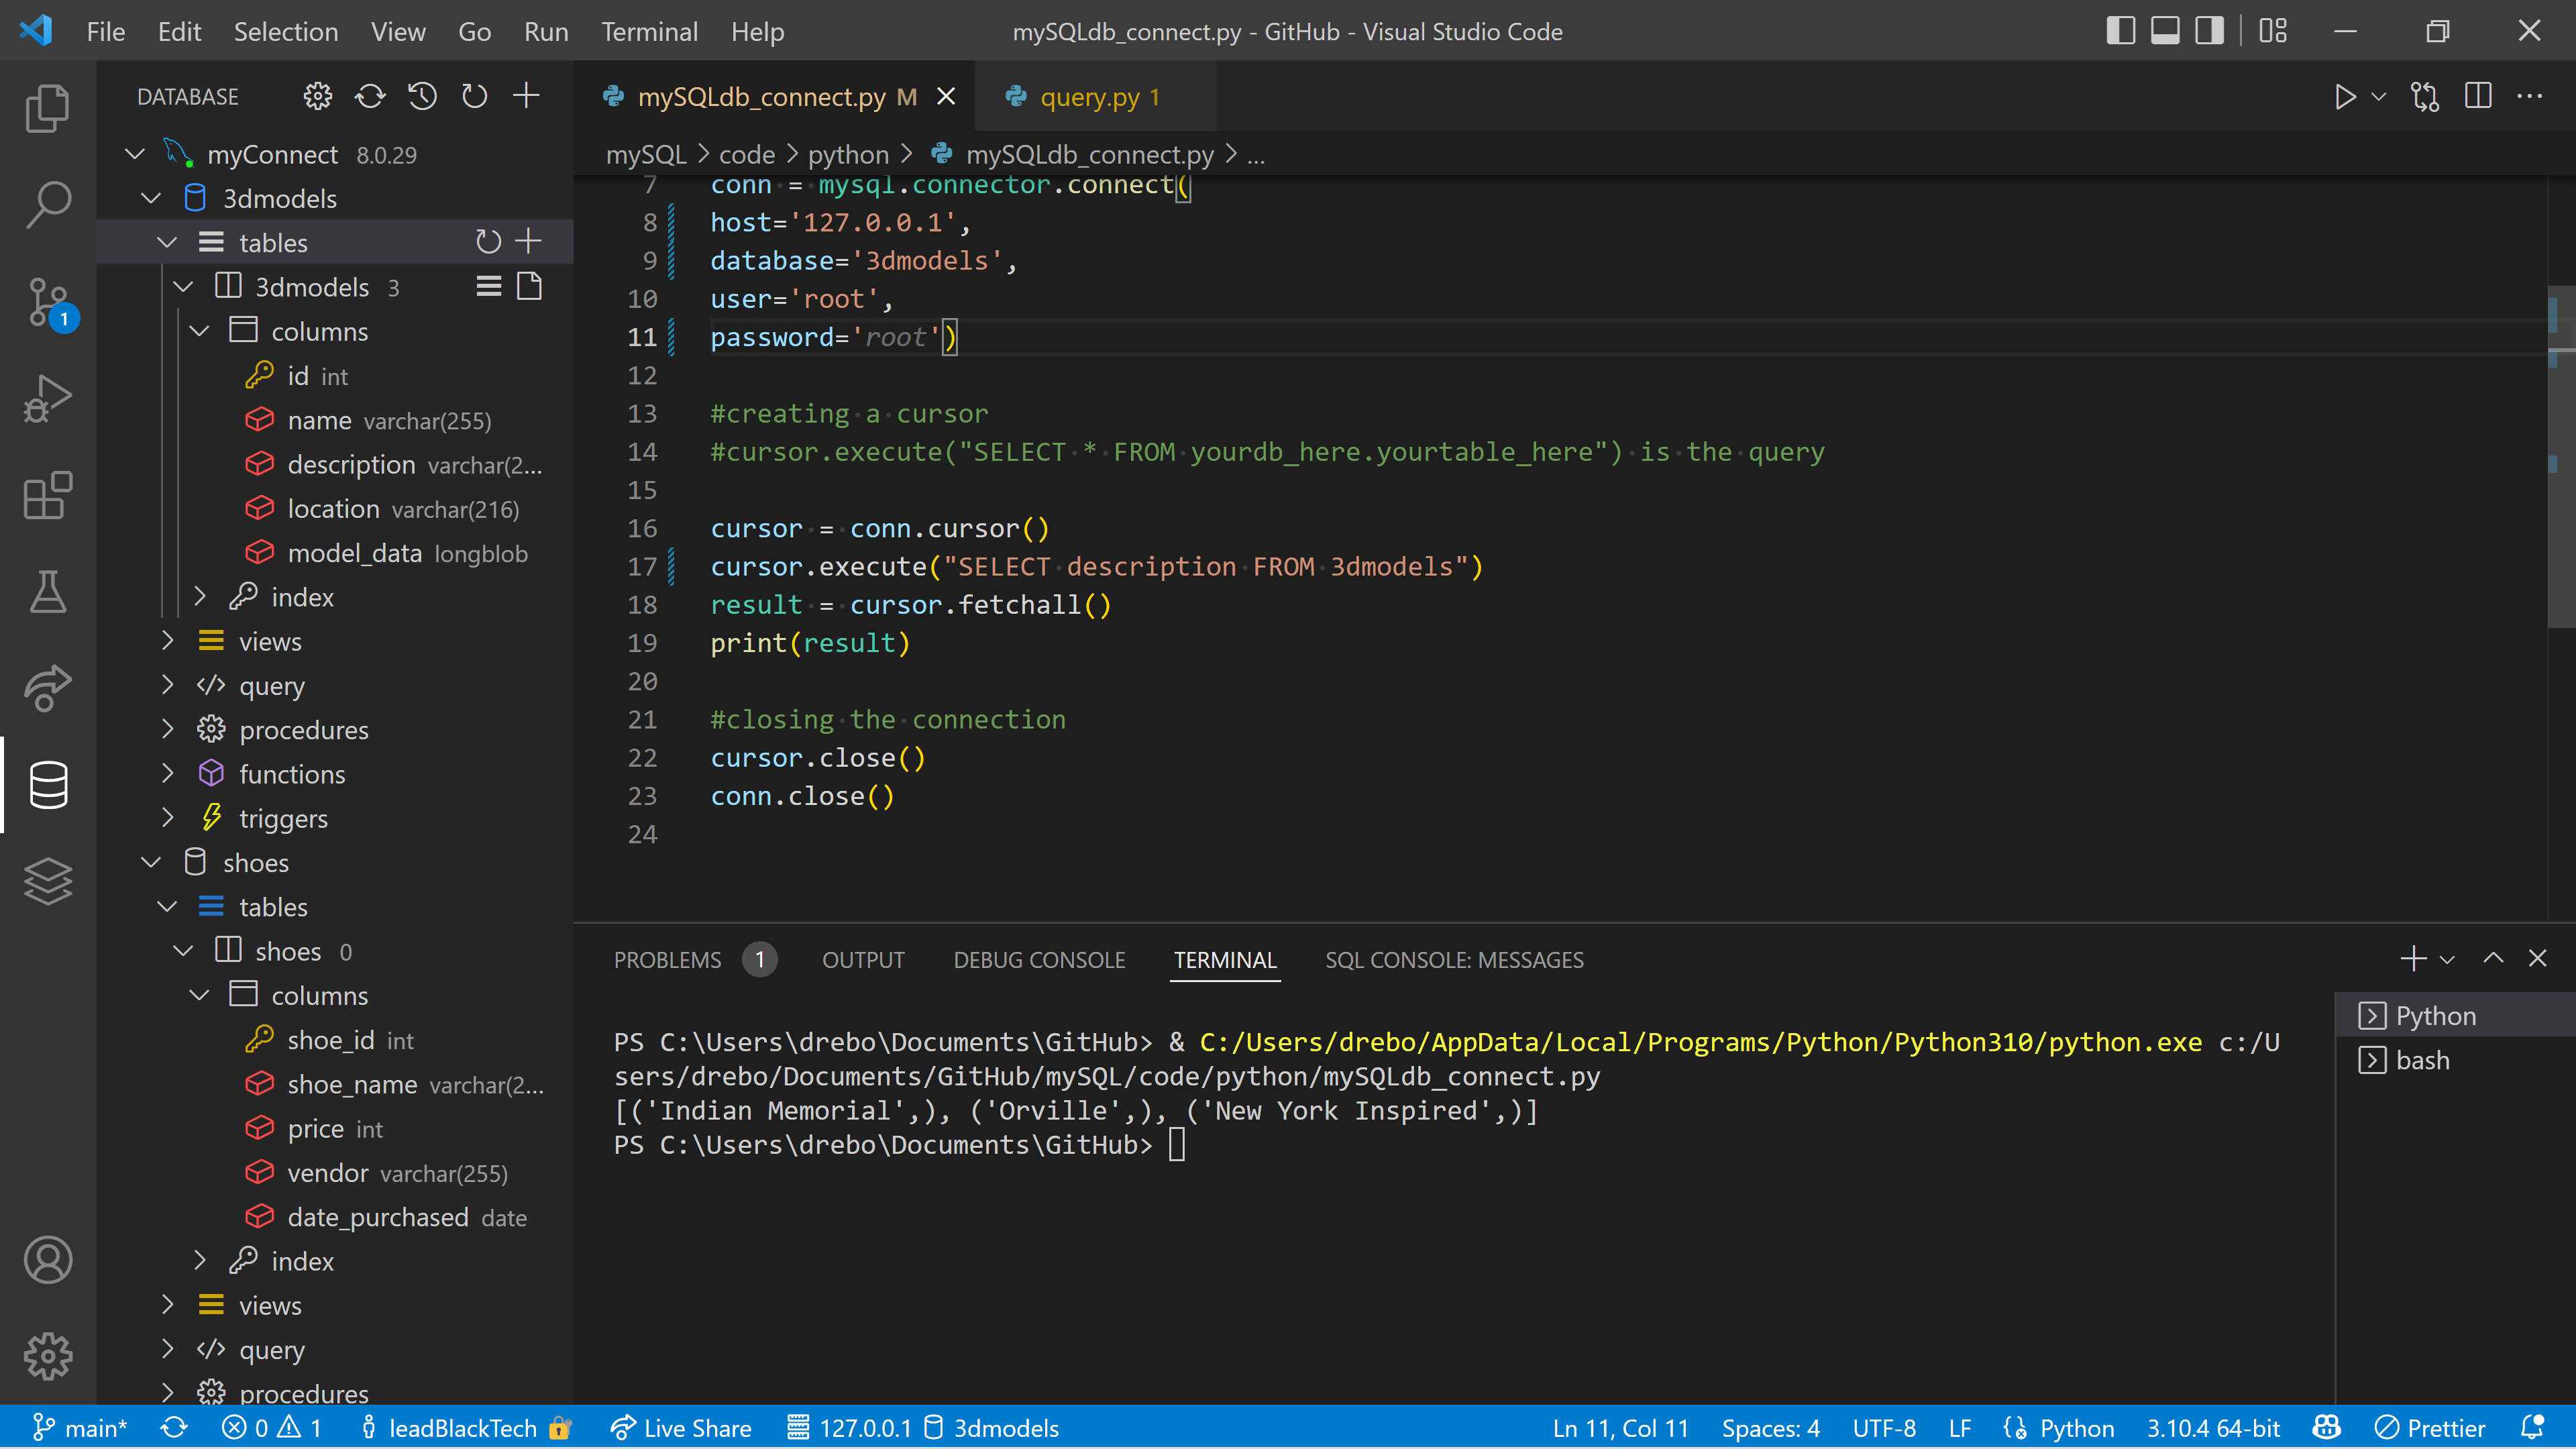 File Edit Selection View Go Run Terminal Help
mySQLdb_connect.py - GitHub - Visual Studio Code
DATABASE
myConnect 8.0.29
3dmodels
tables
3dmodels 3
columns
id int
name varchar(255)
description varchar(2...
location varchar(216)
model_data longblob
index
views
query
procedures
functions
triggers
shoes
tables
shoes 0
columns
shoe_id int
shoe_name varchar(2...
price int
vendor varchar(255)
date_purchased date
index
views
query
procedures
1
mySQLdb_connect.py M
query.py 1
mySQL > code > python > mySQLdb_connect.py > ...
7 conn = mysql.connector.connect(
8 host='127.0.0.1',
9 database='3dmodels',
10 user='root',
11 password='root')
12
13 #creating a cursor
14 #cursor.execute("SELECT * FROM yourdb_here.yourtable_here") is the query
15
16 cursor = conn.cursor()
17 cursor.execute("SELECT description FROM 3dmodels")
18 result = cursor.fetchall()
19 print(result)
20
21 #closing the connection
22 cursor.close()
23 conn.close()
24
PROBLEMS 1 OUTPUT DEBUG CONSOLE TERMINAL SQL CONSOLE: MESSAGES
PS C:\Users\drebo\Documents\GitHub> & C:/Users/drebo/AppData/Local/Programs/Python/Python310/python.exe c:/U
sers/drebo/Documents/GitHub/mySQL/code/python/mySQLdb_connect.py
[('Indian Memorial',), ('Orville',), ('New York Inspired',)]
PS C:\Users\drebo\Documents\GitHub>
Python
bash
main* 0 1 leadBlackTech Live Share 127.0.0.1 3dmodels Ln 11, Col 11 Spaces: 4 UTF-8 LF Python 3.10.4 64-bit Prettier